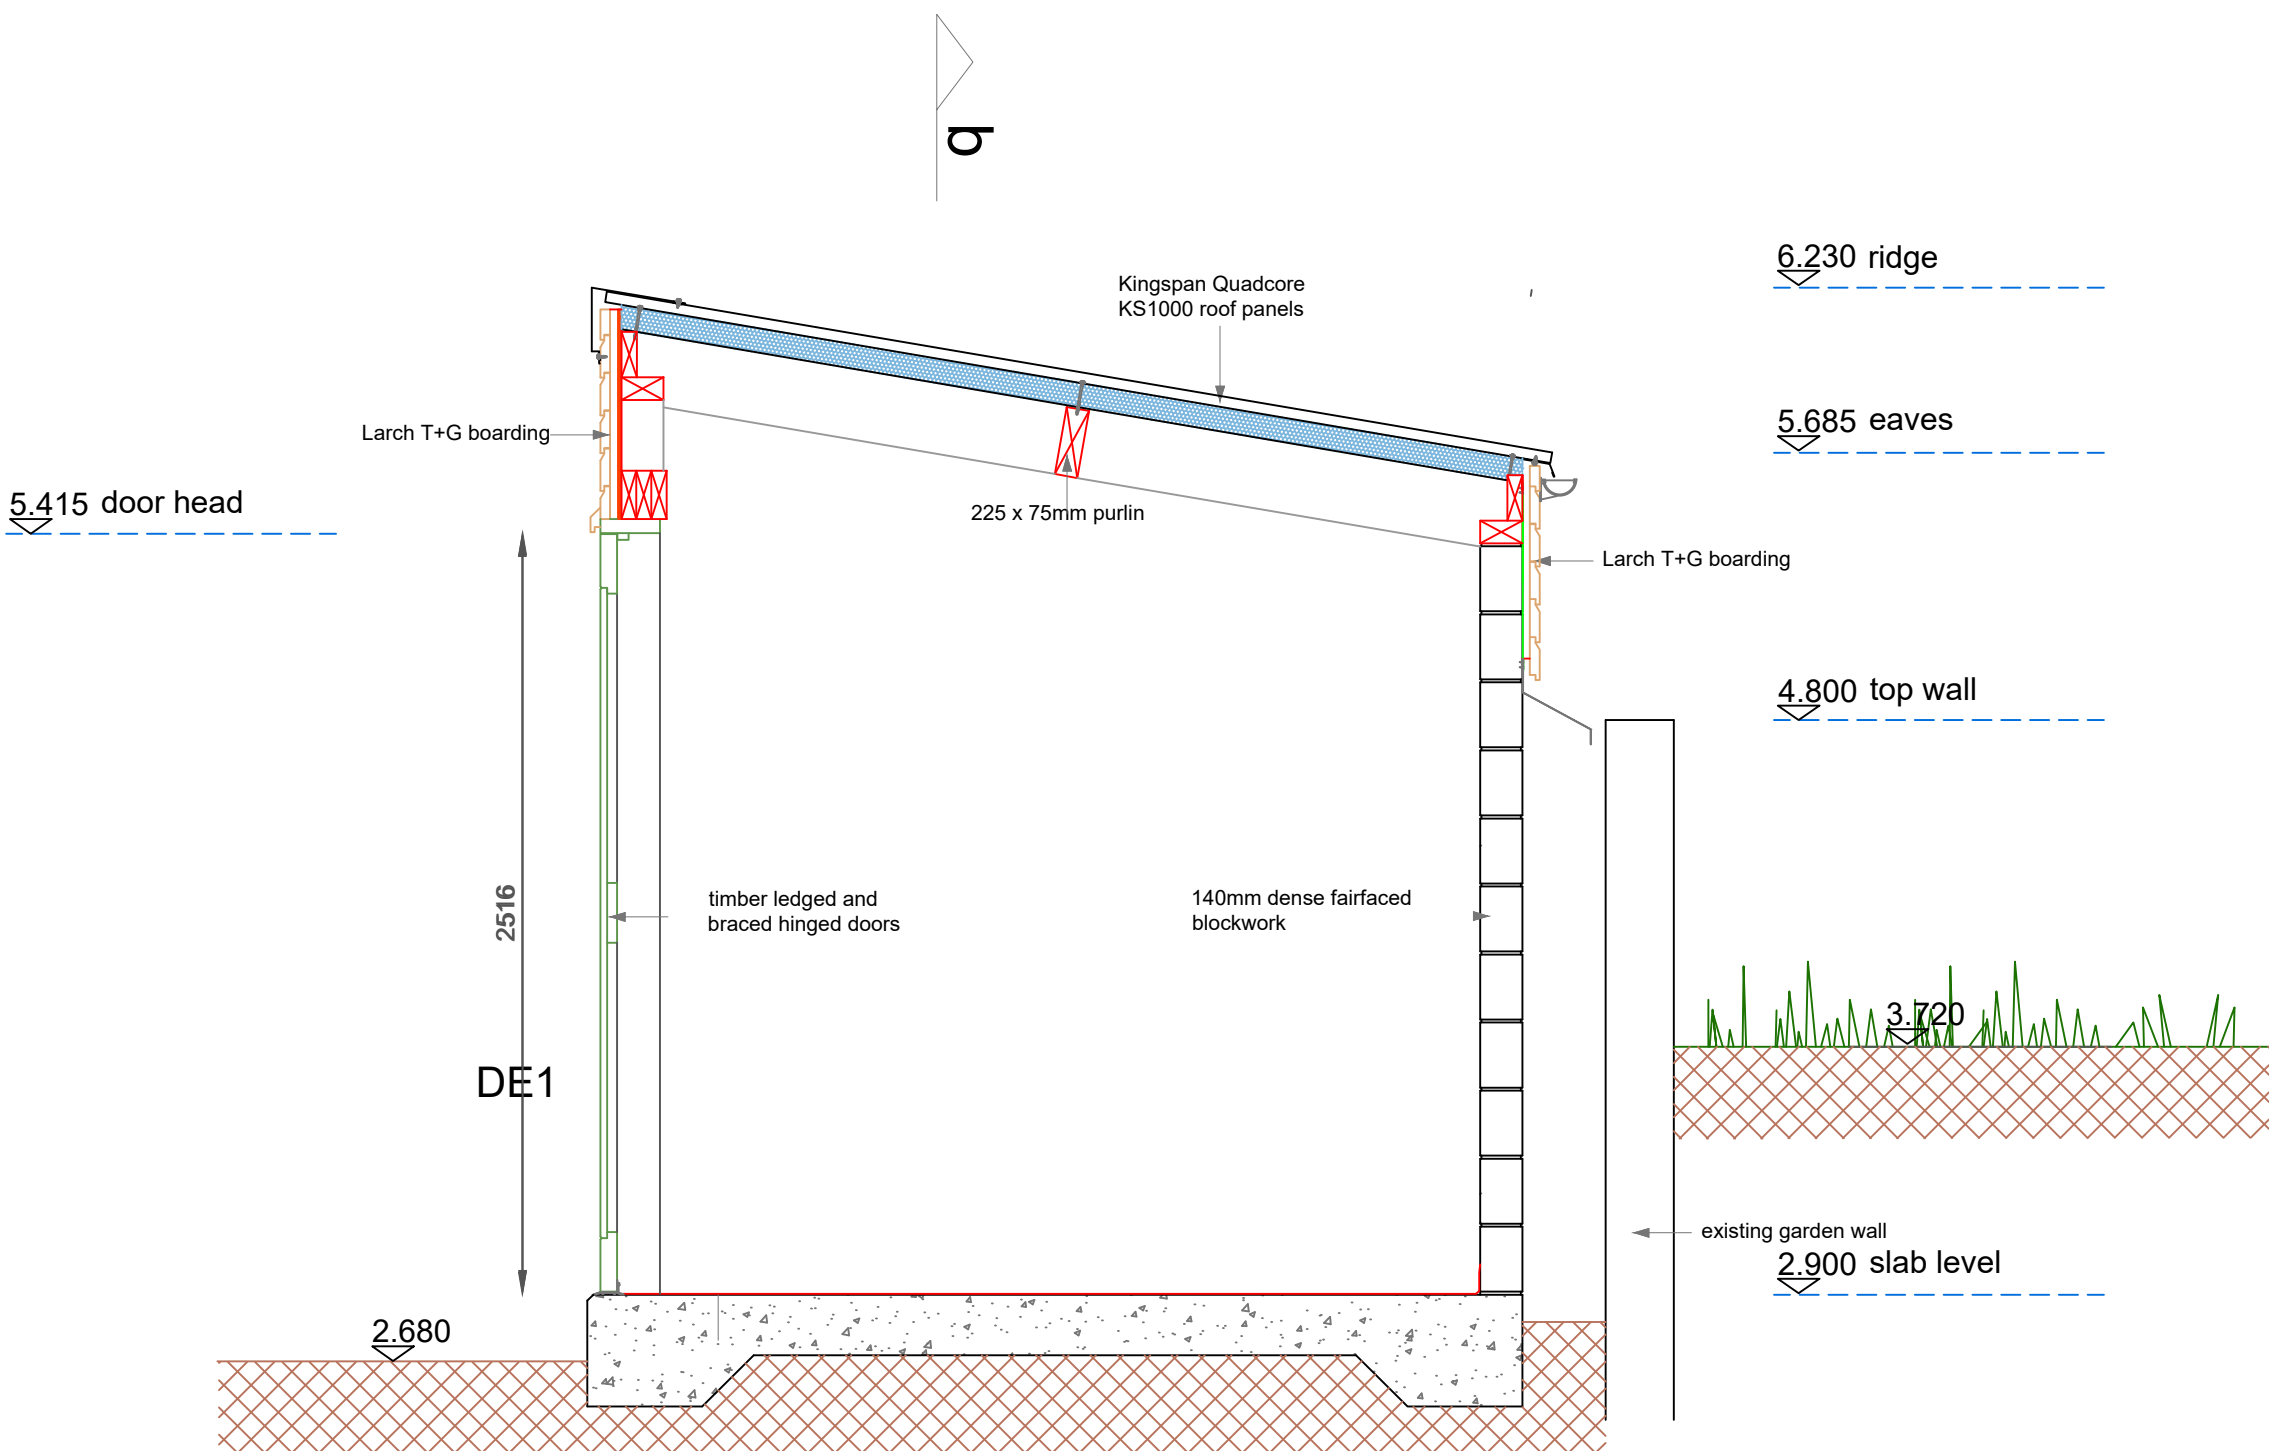 b
6.230 ridge
Kingspan Quadcore
KS1000 roof panels
5.685 eaves
Larch T+G boarding
5.415 door head
225 x 75mm purlin
Larch T+G boarding
4.800 top wall
2516
timber ledged and
braced hinged doors
140mm dense fairfaced
blockwork
3.720
DE1
existing garden wall
2.900 slab level
2.680